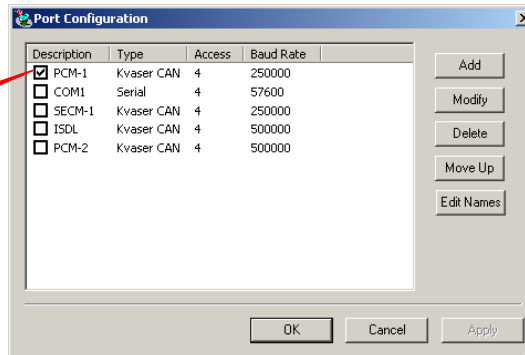 Port Configuration
Description Type Access Baud Rate
PCM-1 Kvaser CAN 4 250000
COM1 Serial 4 57600
SECM-1 Kvaser CAN 4 250000
ISDL Kvaser CAN 4 500000
PCM-2 Kvaser CAN 4 500000
Add
Modify
Delete
Move Up
Edit Names
OK Cancel Apply